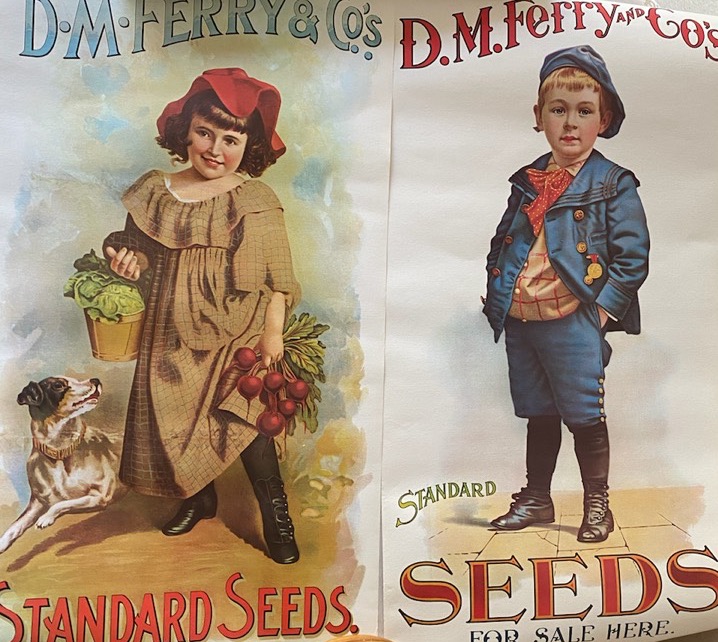 D.M. FERRY & Co's
STANDARD SEEDS.
D.M. Ferry AND Co's
STANDARD
SEEDS
FOR SALE HERE.